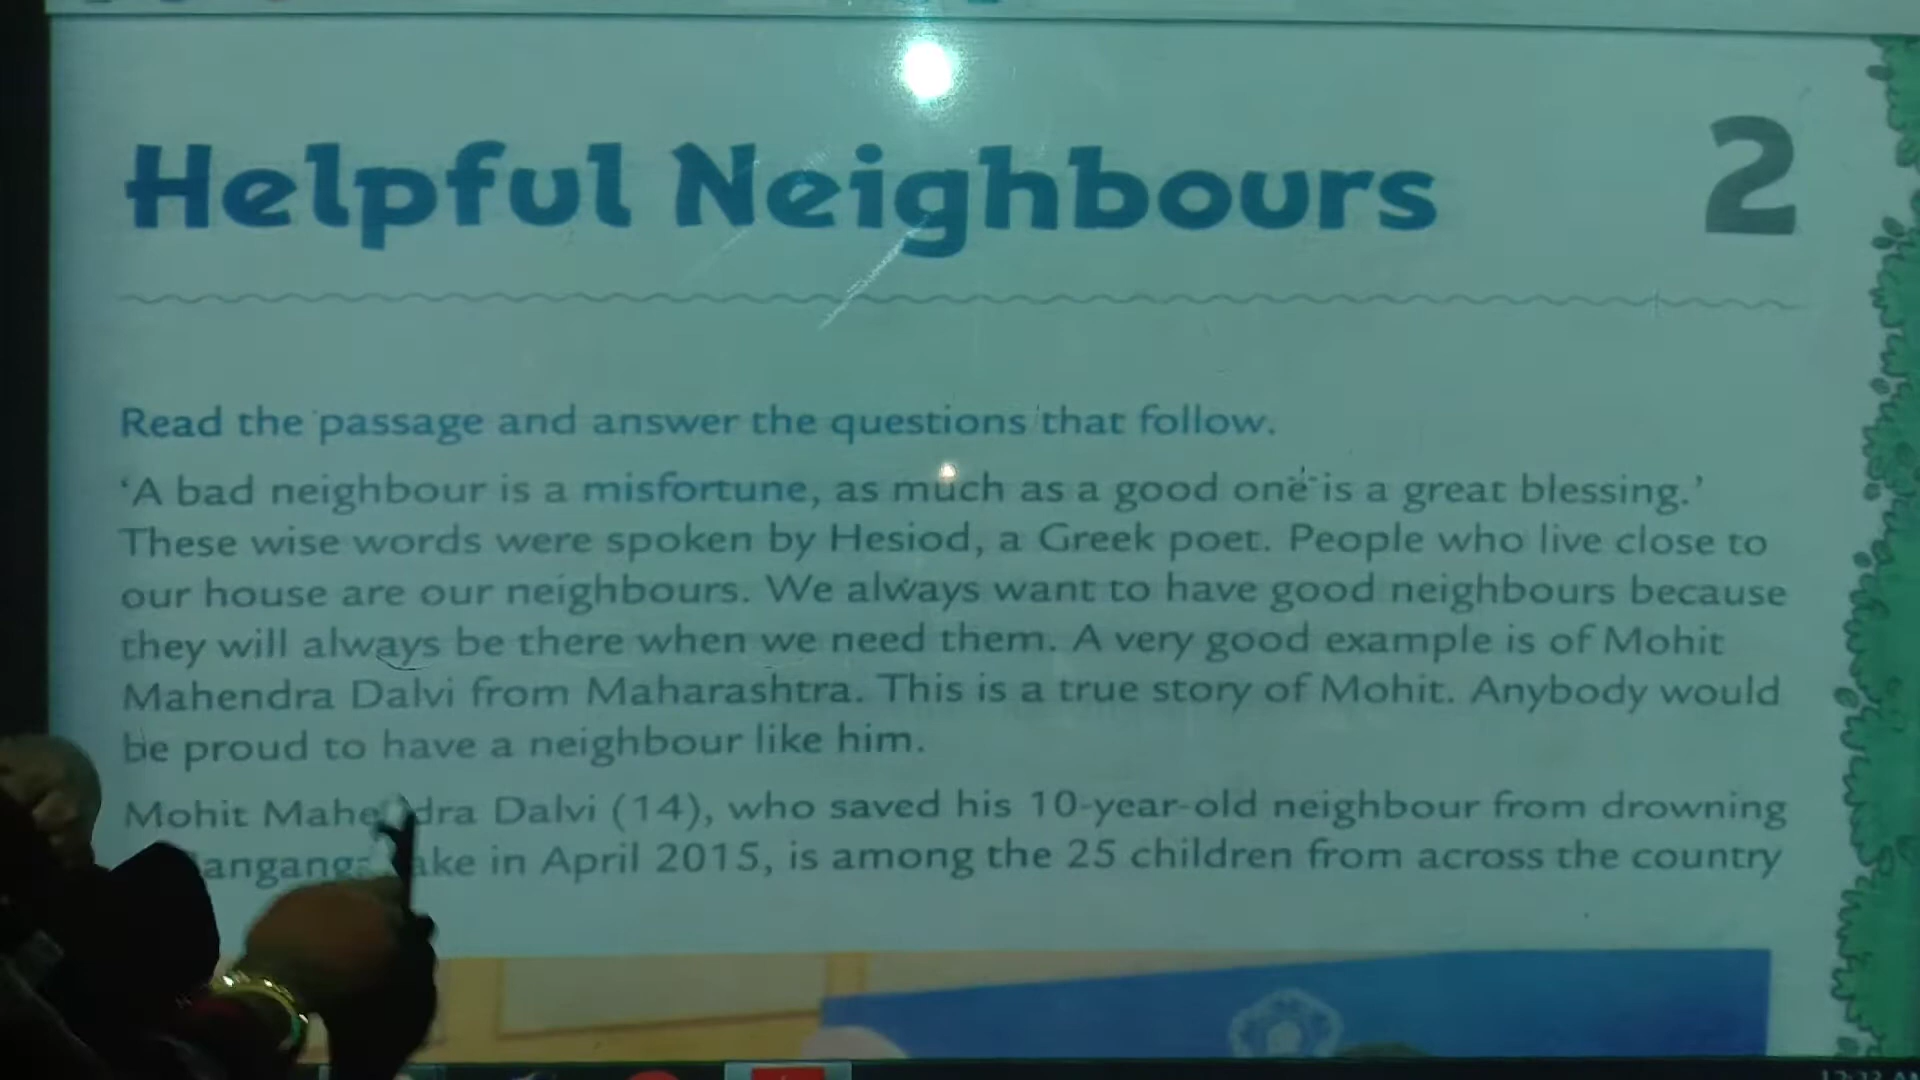 Helpful Neighbours
2
Read the passage and answer the questions that follow.
‘A bad neighbour is a misfortune, as much as a good one is a great blessing.’
These wise words were spoken by Hesiod, a Greek poet. People who live close to
our house are our neighbours. We always want to have good neighbours because
they will always be there when we need them. A very good example is of Mohit
Mahendra Dalvi from Maharashtra. This is a true story of Mohit. Anybody would
be proud to have a neighbour like him.
Mohit Mahendra Dalvi (14), who saved his 10-year-old neighbour from drowning
in April 2015, is among the 25 children from across the country